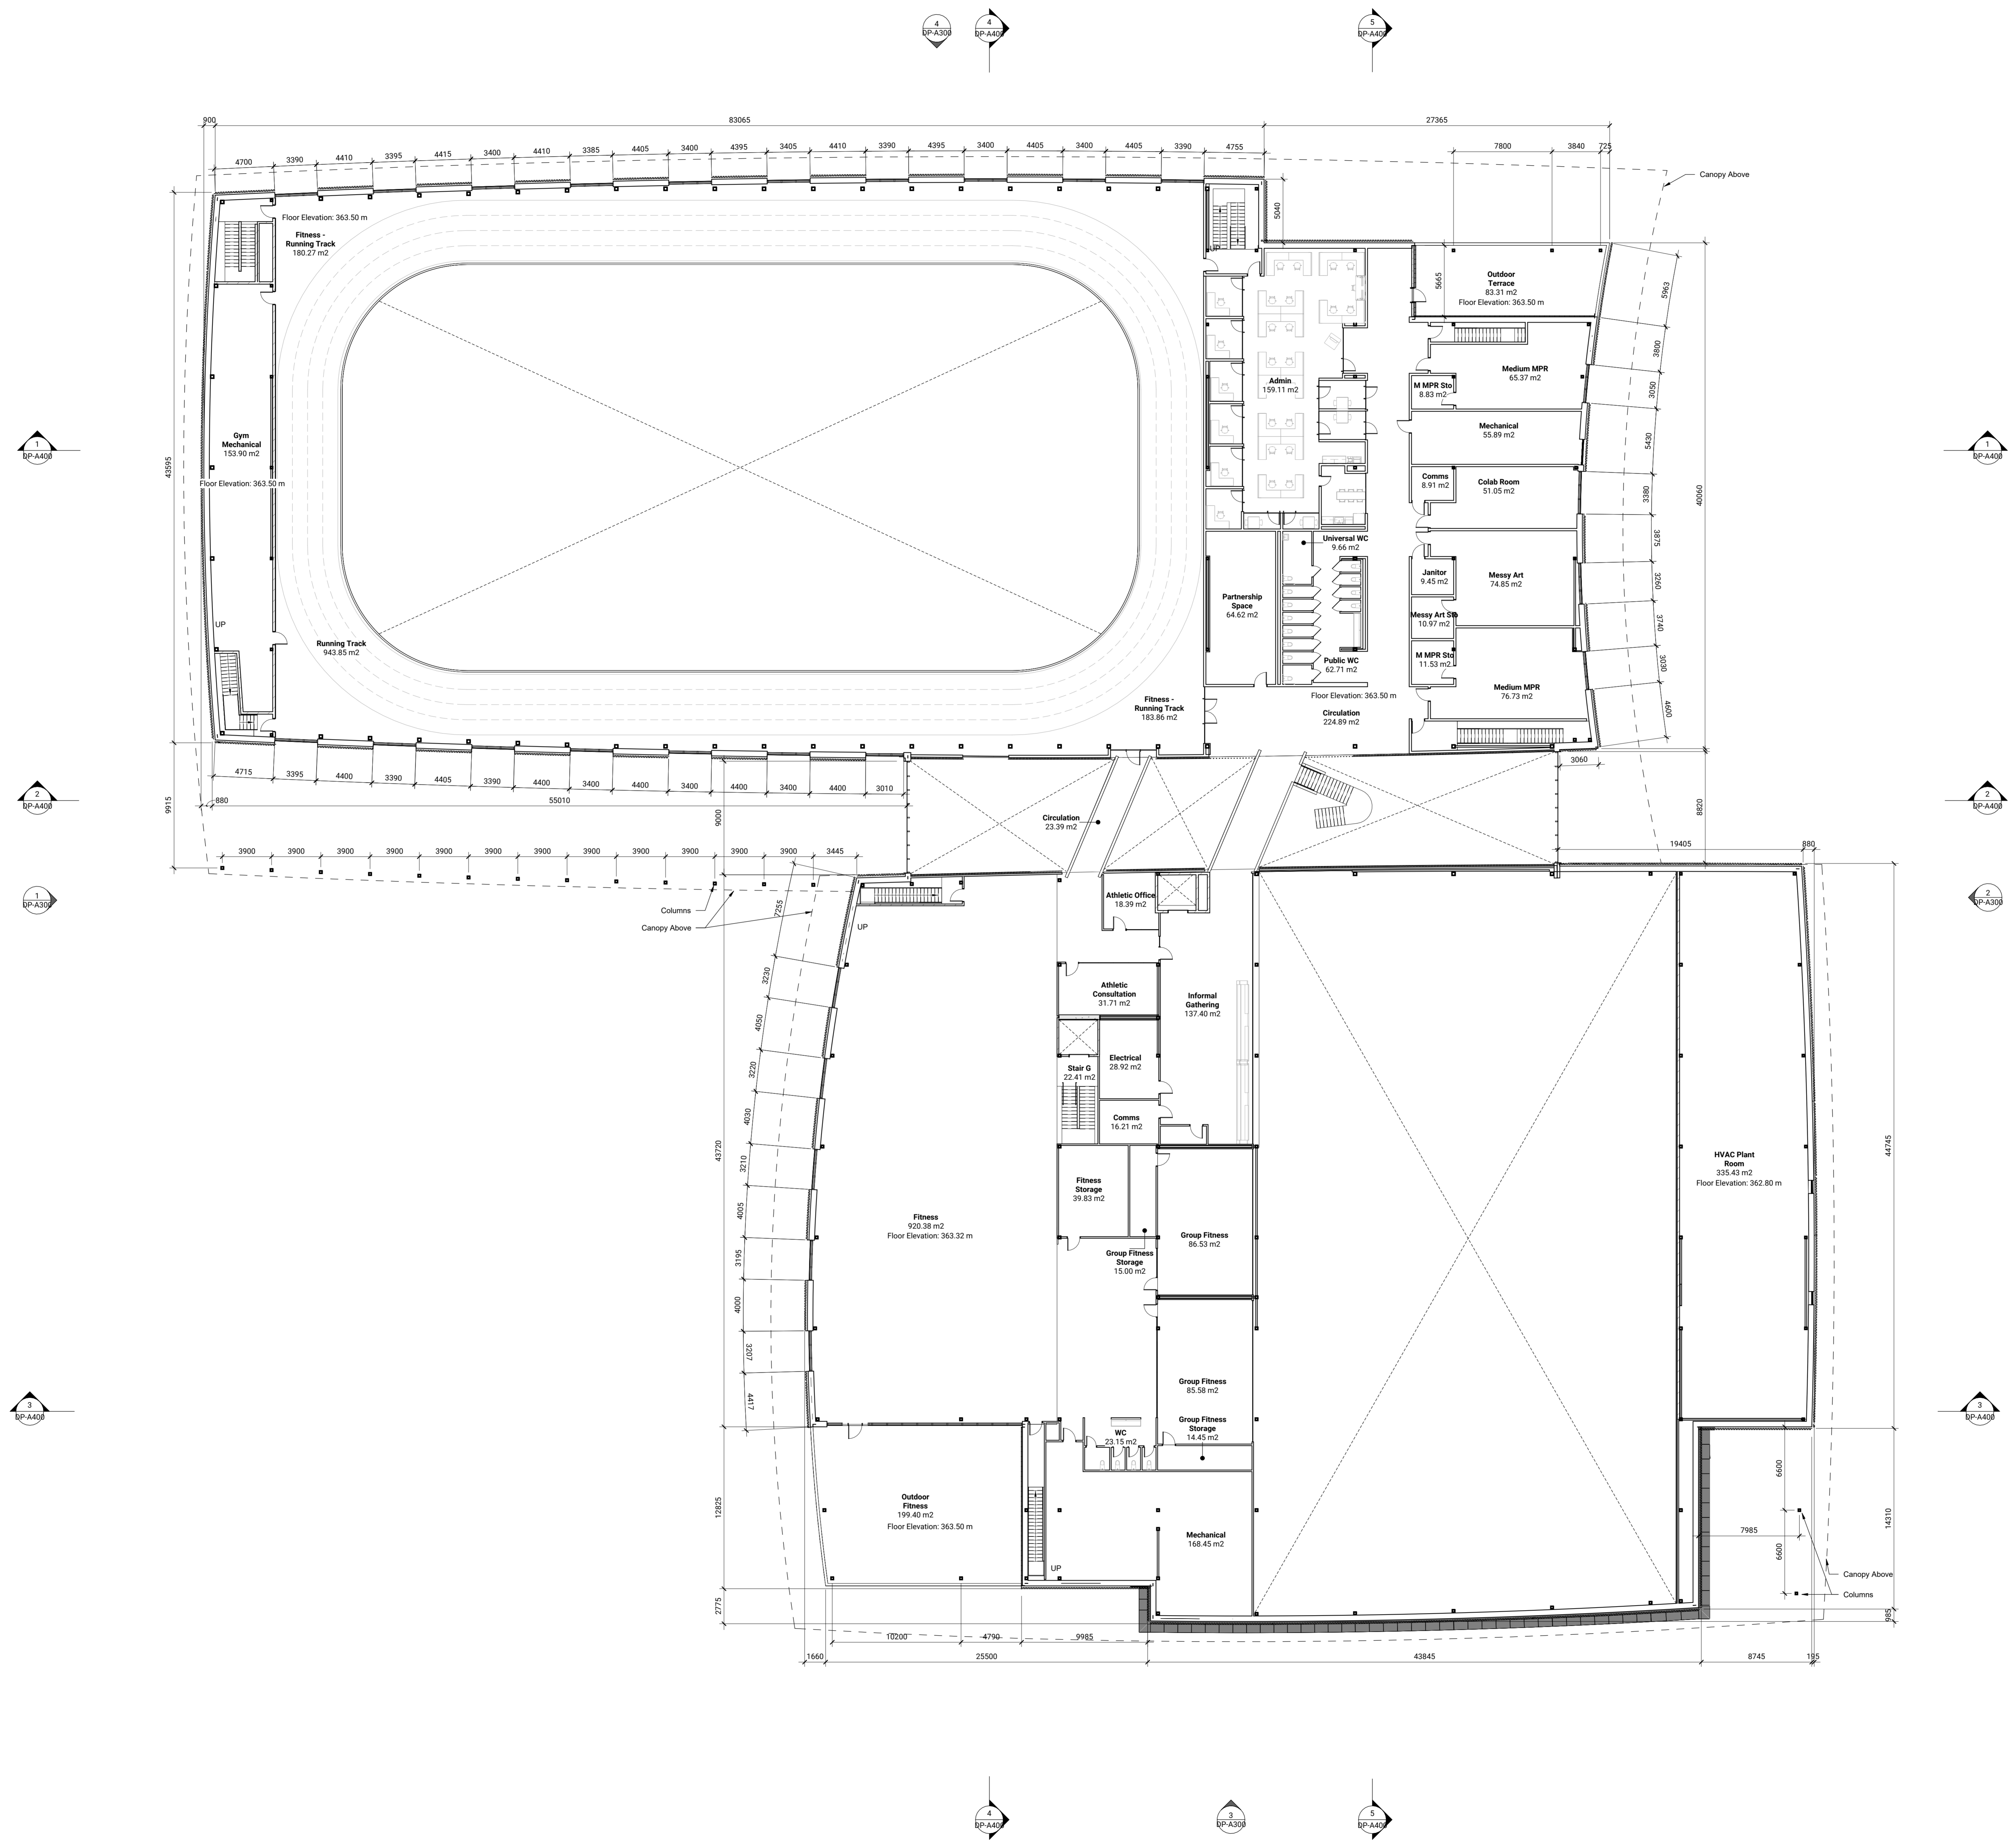 4
DP-A300
4
DP-A400
5
DP-A400
900
83065
27365
4700
3390
4410
3395
4415
3400
4410
3385
4405
3400
4395
3405
4410
3390
4395
3400
4405
3400
4405
3390
4755
7800
3840
725
Canopy Above
5040
Floor Elevation: 363.50 m
Fitness -
Running Track
180.27 m2
UP
5665
Outdoor
Terrace
83.31 m2
Floor Elevation: 363.50 m
5963
3800
3050
5430
3380
3875
3260
3740
3030
4600
40060
Medium MPR
65.37 m2
M MPR Sto
8.83 m2
Admin
159.11 m2
Mechanical
55.89 m2
1
DP-A400
1
DP-A400
43595
Gym
Mechanical
153.90 m2
Floor Elevation: 363.50 m
Comms
8.91 m2
Colab Room
51.05 m2
Universal WC
9.66 m2
Janitor
9.45 m2
Messy Art
74.85 m2
Partnership
Space
64.62 m2
Messy Art Sto
10.97 m2
UP
Running Track
943.85 m2
M MPR Sto
11.53 m2
Public WC
62.71 m2
Medium MPR
76.73 m2
Floor Elevation: 363.50 m
Fitness -
Running Track
183.86 m2
Circulation
224.89 m2
3060
4715
3395
4400
3390
4405
3390
4400
3400
4400
3400
4400
3400
4400
3010
880
55010
2
DP-A400
2
DP-A400
9915
9000
8820
Circulation
23.39 m2
3900
3900
3900
3900
3900
3900
3900
3900
3900
3900
3900
3900
3445
19405
880
1
DP-A300
2
DP-A300
Columns
Canopy Above
7255
UP
Athletic Office
18.39 m2
3230
4050
3220
4030
3210
4005
3195
4000
3207
4417
Athletic
Consultation
31.71 m2
Informal
Gathering
137.40 m2
Electrical
28.92 m2
Stair G
22.41 m2
Comms
16.21 m2
43720
44745
HVAC Plant
Room
335.43 m2
Floor Elevation: 362.80 m
Fitness
Storage
39.83 m2
Fitness
920.38 m2
Floor Elevation: 363.32 m
Group Fitness
86.53 m2
Group Fitness
Storage
15.00 m2
Group Fitness
85.58 m2
3
DP-A400
3
DP-A400
Group Fitness
Storage
14.45 m2
WC
23.15 m2
6600
Outdoor
Fitness
199.40 m2
Floor Elevation: 363.50 m
12825
14310
7985
Mechanical
168.45 m2
6600
UP
Canopy Above
Columns
2775
985
10200
4790
9985
1660
25500
43845
8745
195
4
DP-A400
3
DP-A300
5
DP-A400